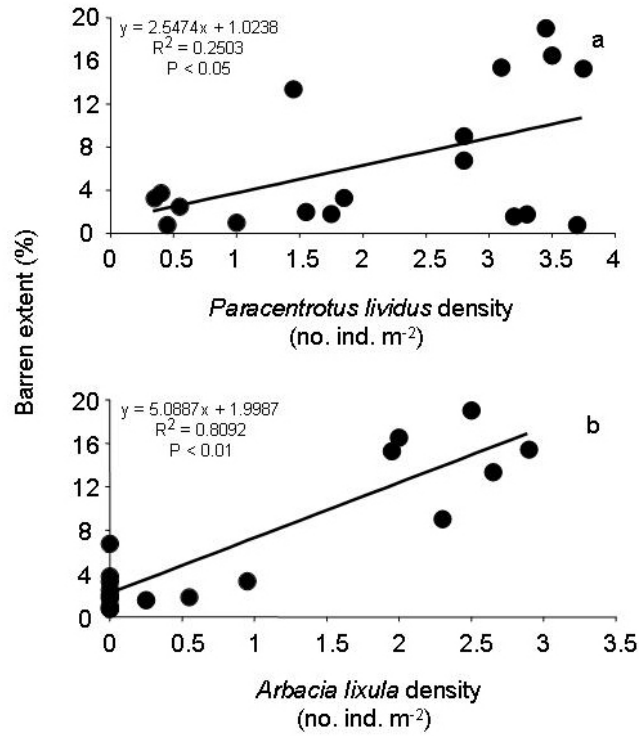 Barren extent (%)
y = 2.5474x + 1.0238
R² = 0.2503
P < 0.05
a
20
16
12
8
4
0
0 0.5 1 1.5 2 2.5 3 3.5 4
Paracentrotus lividus density
(no. ind. m⁻²)
y = 5.0887x + 1.9987
R² = 0.8092
P < 0.01
b
20
16
12
8
4
0
0 0.5 1 1.5 2 2.5 3 3.5
Arbacia lixula density
(no. ind. m⁻²)